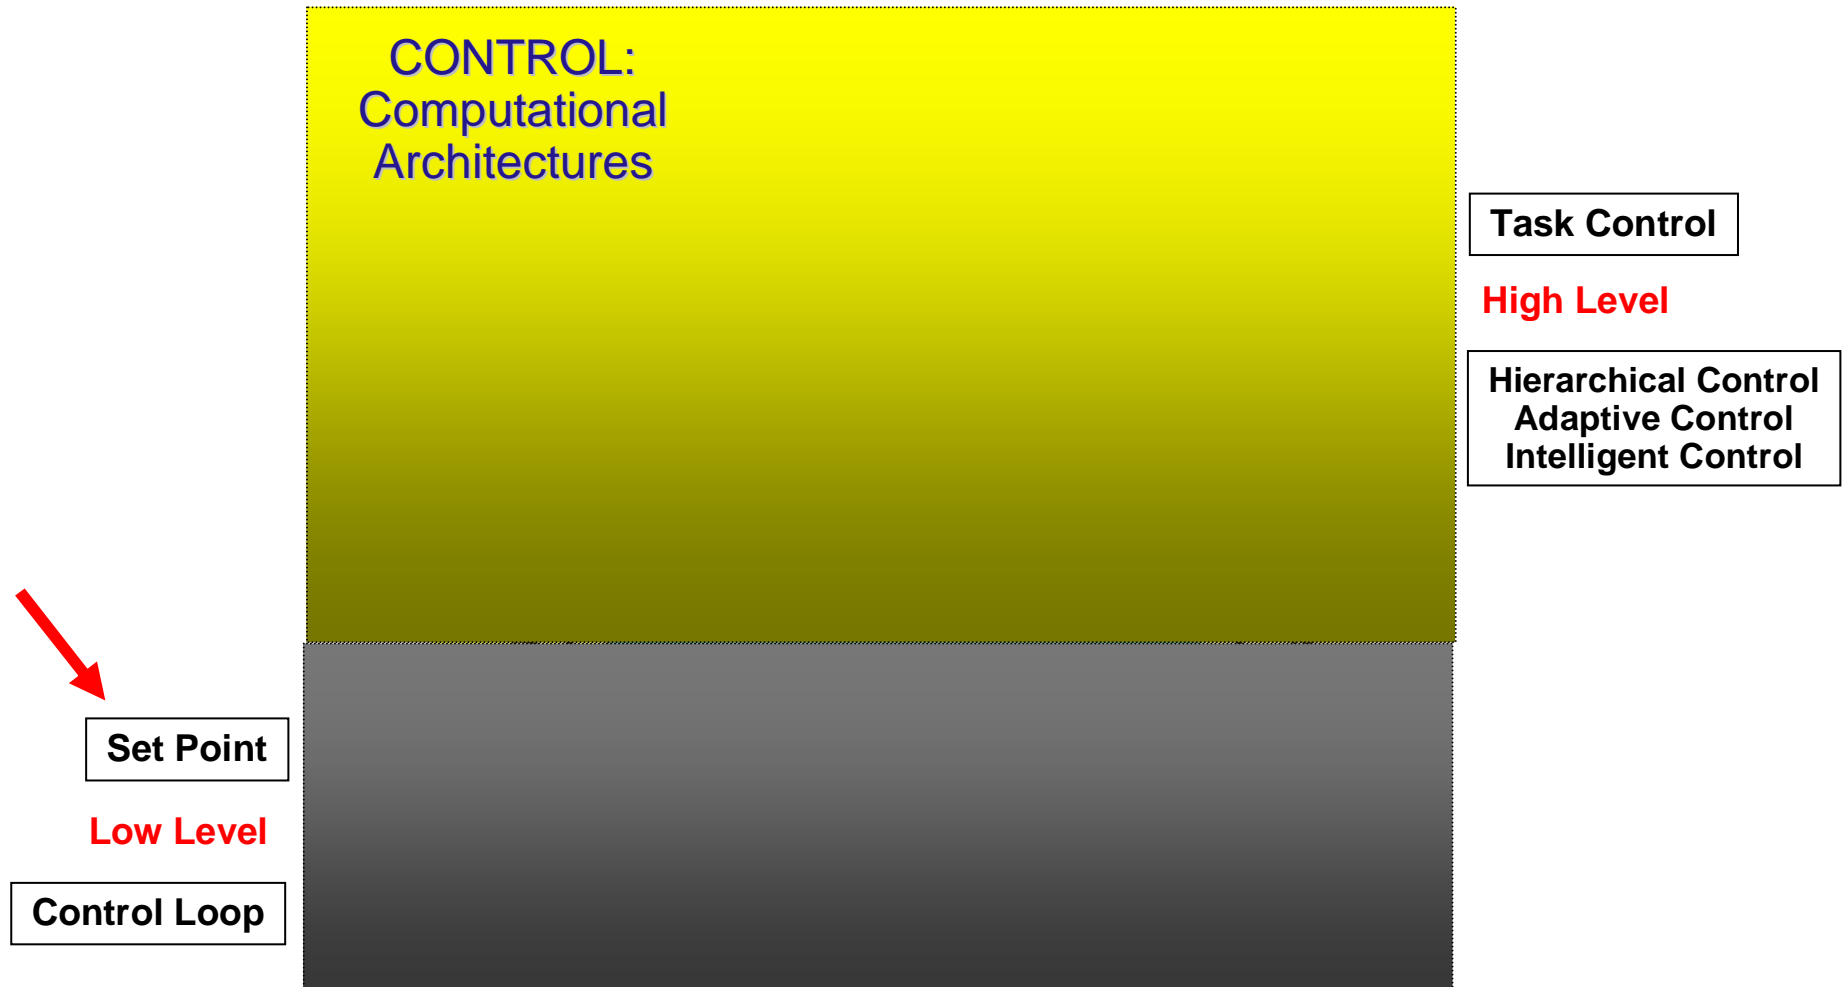 CONTROL:
Computational
Architectures
Task Control
High Level
Hierarchical Control
Adaptive Control
Intelligent Control
Set Point
Low Level
Control Loop